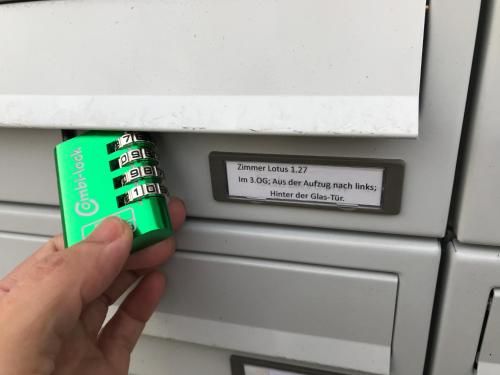 Zimmer Lotus 1.27
Im 3.OG; Aus der Aufzug nach links;
Hinter der Glas-Tür.
Combi-lock